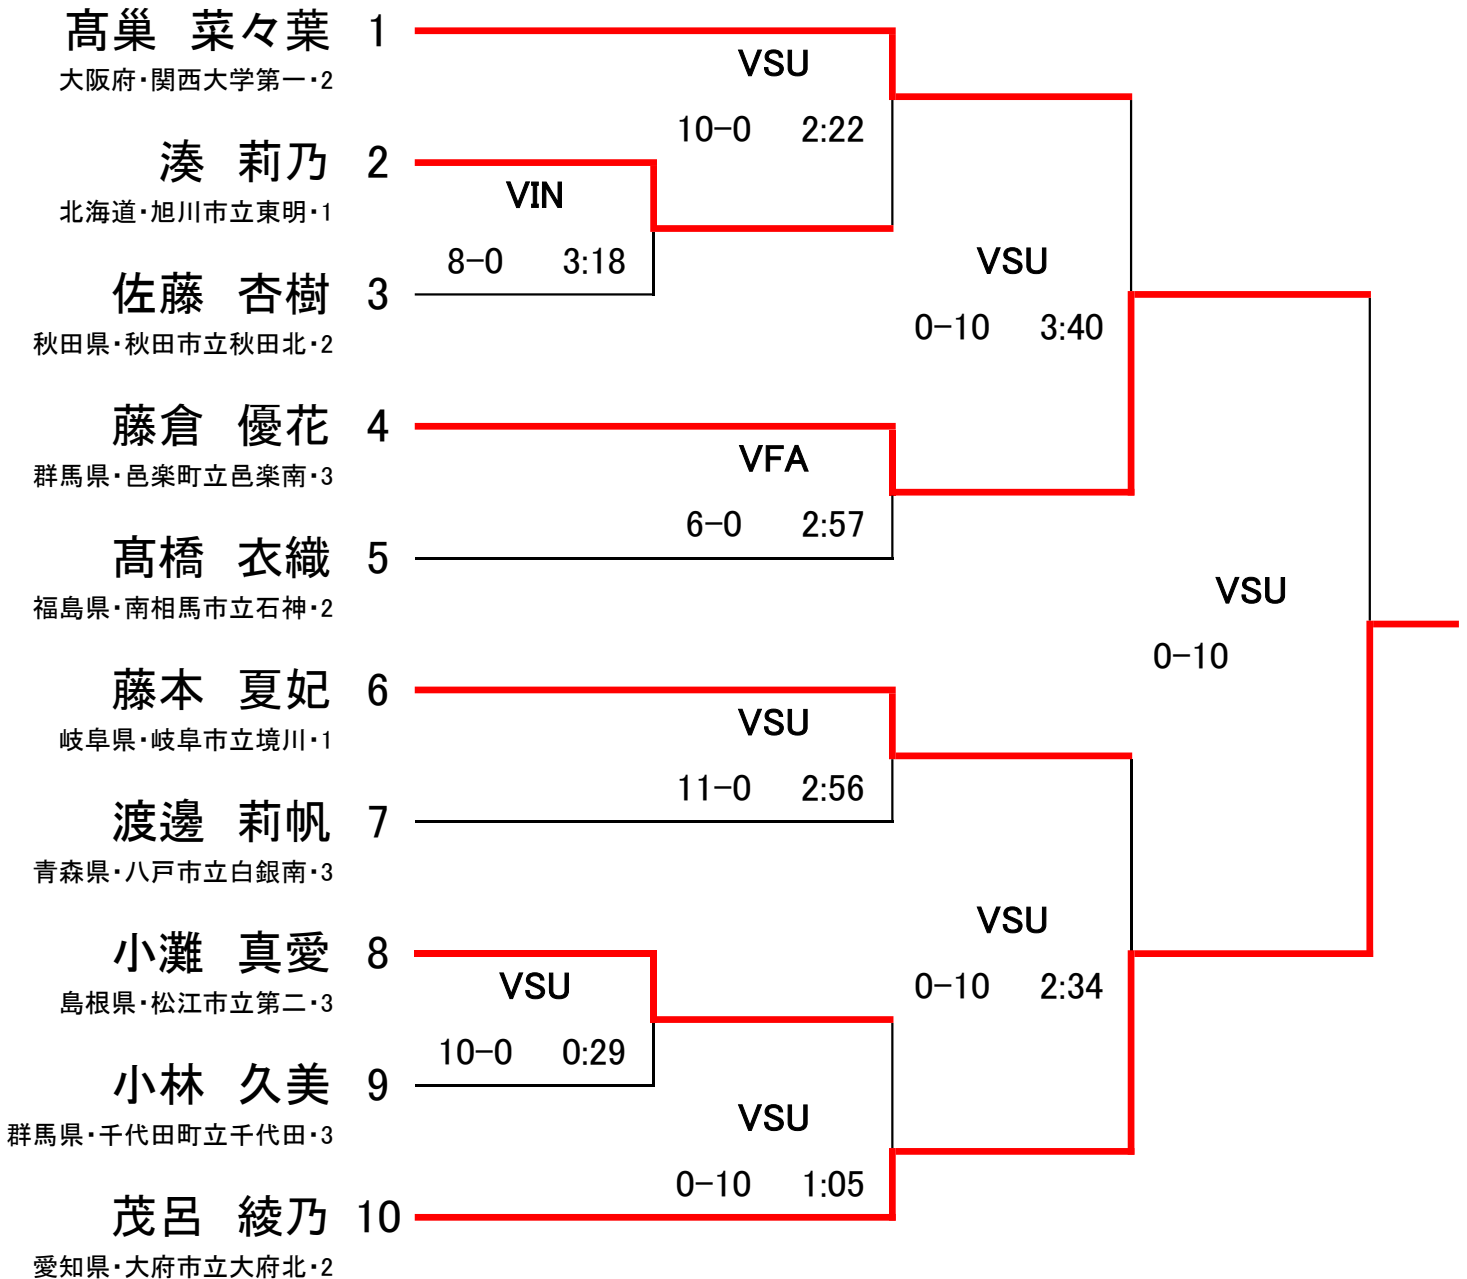 髙巢 菜々葉 1
大阪府・関西大学第一・2
VSU
10-0 2:22
湊 莉乃 2
北海道・旭川市立東明・1
VIN
8-0 3:18
佐藤 杏樹 3
秋田県・秋田市立秋田北・2
VSU
0-10 3:40
藤倉 優花 4
群馬県・邑楽町立邑楽南・3
VFA
6-0 2:57
髙橋 衣織 5
福島県・南相馬市立石神・2
VSU
0-10
藤本 夏妃 6
岐阜県・岐阜市立境川・1
VSU
11-0 2:56
渡邊 莉帆 7
青森県・八戸市立白銀南・3
VSU
0-10 2:34
小灘 真愛 8
島根県・松江市立第二・3
VSU
10-0 0:29
小林 久美 9
群馬県・千代田町立千代田・3
VSU
0-10 1:05
茂呂 綾乃 10
愛知県・大府市立大府北・2